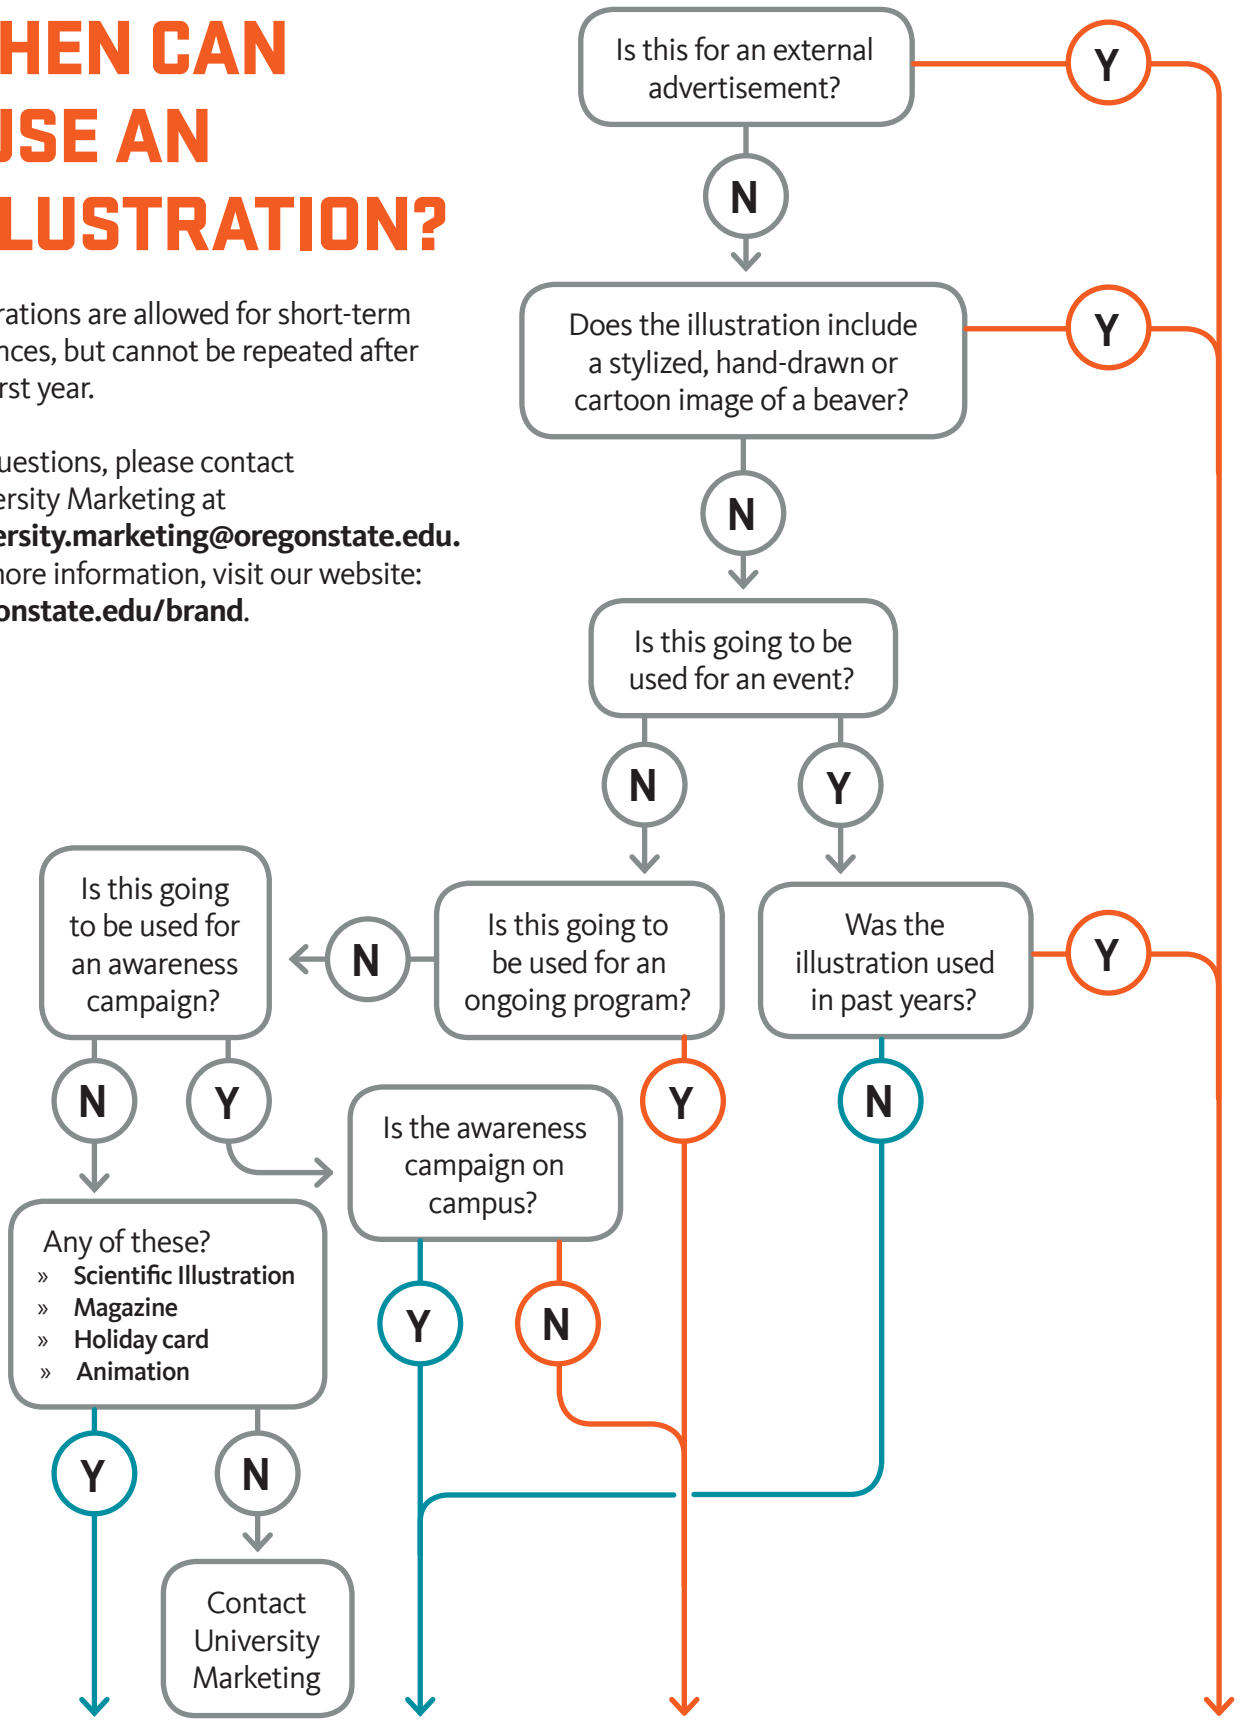 HEN CAN
USE AN
LUSTRATION?
rations are allowed for short-term
nces, but cannot be repeated after
rst year.
uestions, please contact
ersity Marketing at
ersity.marketing@oregonstate.edu.
more information, visit our website:
onstate.edu/brand.
Is this for an external
advertisement?
Y
N
Does the illustration include
a stylized, hand-drawn or
cartoon image of a beaver?
Y
N
Is this going to be
used for an event?
N
Y
Is this going
to be used for
an awareness
campaign?
N
Is this going to
be used for an
ongoing program?
Was the
illustration used
in past years?
Y
N
Y
Y
N
Is the awareness
campaign on
campus?
Any of these?
» Scientific Illustration
» Magazine
» Holiday card
» Animation
Y
N
Y
N
Contact
University
Marketing